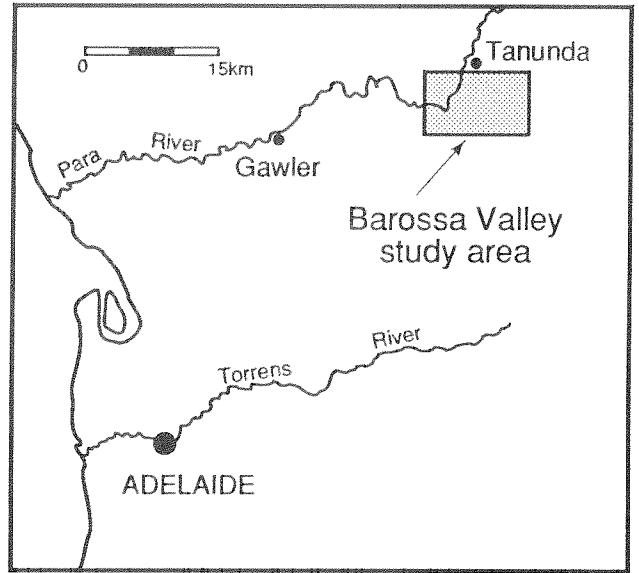 Tanunda
0 15km
Para River
Gawler
Barossa Valley
study area
Torrens River
ADELAIDE